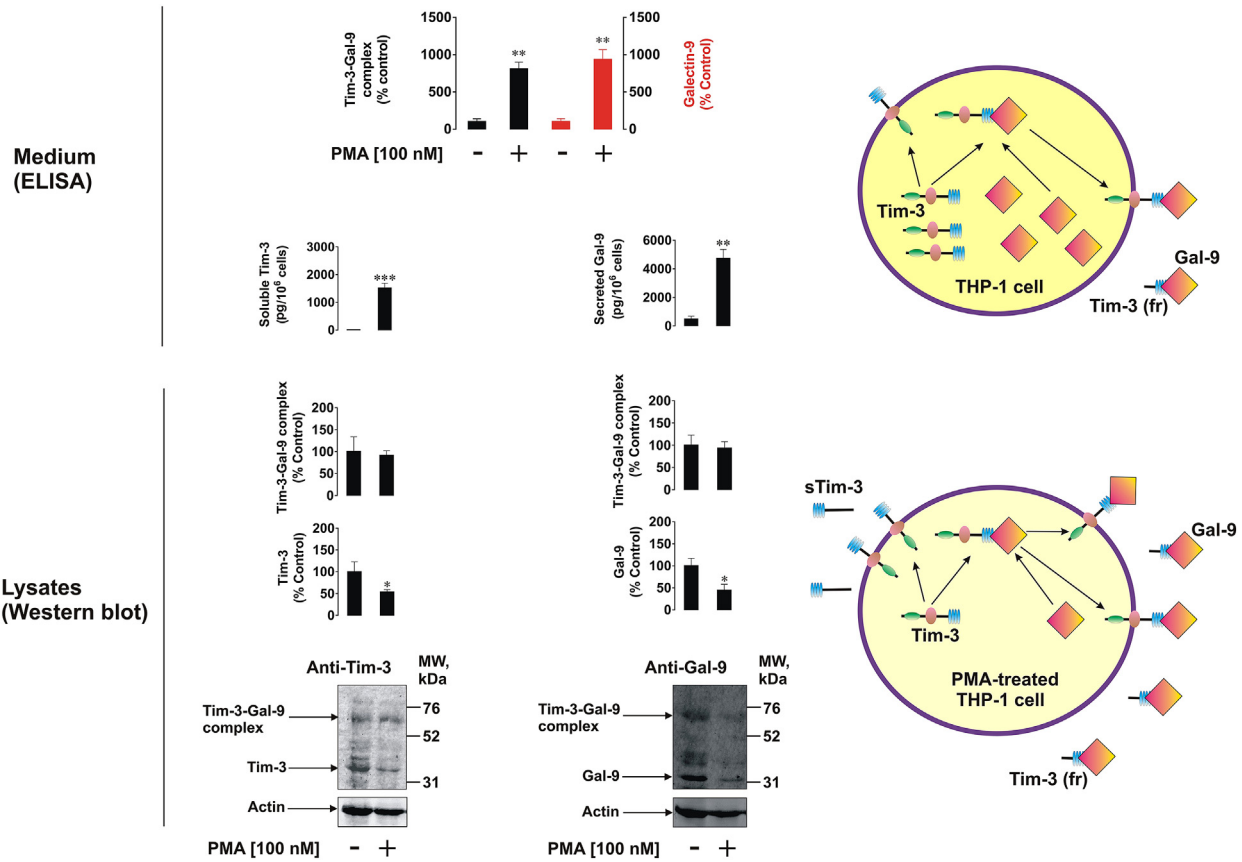 Medium
(ELISA)
Tim-3-Gal-9
complex
(% control)
1500
1000
500
0
**
**
1500
1000
500
0
Galectin-9
(% Control)
PMA [100 nM] - + - +
Soluble Tim-3
(pg/10⁶ cells)
3000
2000
1000
0
***
Secreted Gal-9
(pg/10⁶ cells)
6000
4000
2000
0
**
Tim-3
THP-1 cell
Gal-9
Tim-3 (fr)
Lysates
(Western blot)
Tim-3-Gal-9 complex
(% Control)
200
150
100
50
0
Tim-3-Gal-9 complex
(% Control)
200
150
100
50
0
Tim-3
(% Control)
200
150
100
50
0
*
Gal-9
(% Control)
200
150
100
50
0
*
Anti-Tim-3
MW,
kDa
Tim-3-Gal-9
complex
76
52
Tim-3
31
Actin
PMA [100 nM] - +
Anti-Gal-9
MW,
kDa
Tim-3-Gal-9
complex
76
52
Gal-9
31
Actin
PMA [100 nM] - +
sTim-3
Gal-9
Tim-3
PMA-treated
THP-1 cell
Tim-3 (fr)